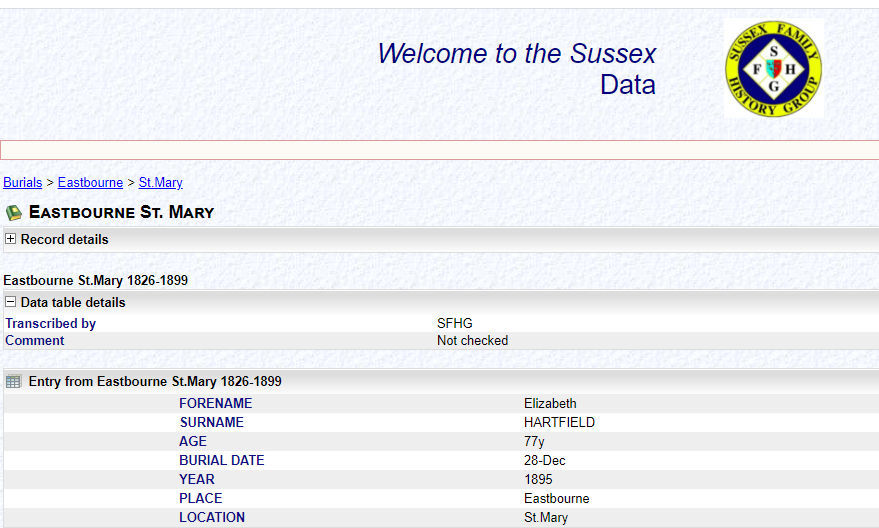 Welcome to the Sussex
Data
SUSSEX FAMILY HISTORY GROUP
S
F H
G
Burials > Eastbourne > St.Mary
EASTBOURNE ST. MARY
Record details
Eastbourne St.Mary 1826-1899
Data table details
Transcribed by SFHG
Comment Not checked
Entry from Eastbourne St.Mary 1826-1899
FORENAME Elizabeth
SURNAME HARTFIELD
AGE 77y
BURIAL DATE 28-Dec
YEAR 1895
PLACE Eastbourne
LOCATION St.Mary